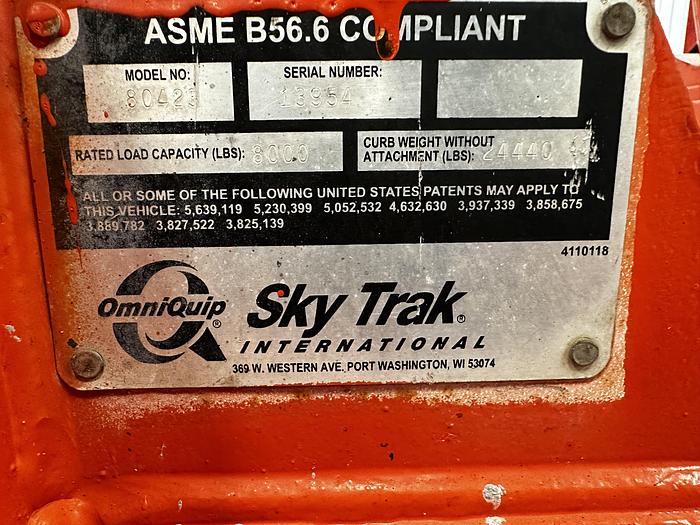 ASME B56.6 COMPLIANT
MODEL NO:
SERIAL NUMBER:
80423
13954
RATED LOAD CAPACITY (LBS):
8000
CURB WEIGHT WITHOUT
ATTACHMENT (LBS):
24440
ALL OR SOME OF THE FOLLOWING UNITED STATES PATENTS MAY APPLY TO
THIS VEHICLE: 5,639,119 5,230,399 5,052,532 4,632,630 3,937,339 3,858,675
3,889,782 3,827,522 3,825,139
4110118
OmniQuip®
Sky Trak®
INTERNATIONAL
369 W. WESTERN AVE, PORT WASHINGTON, WI 53074